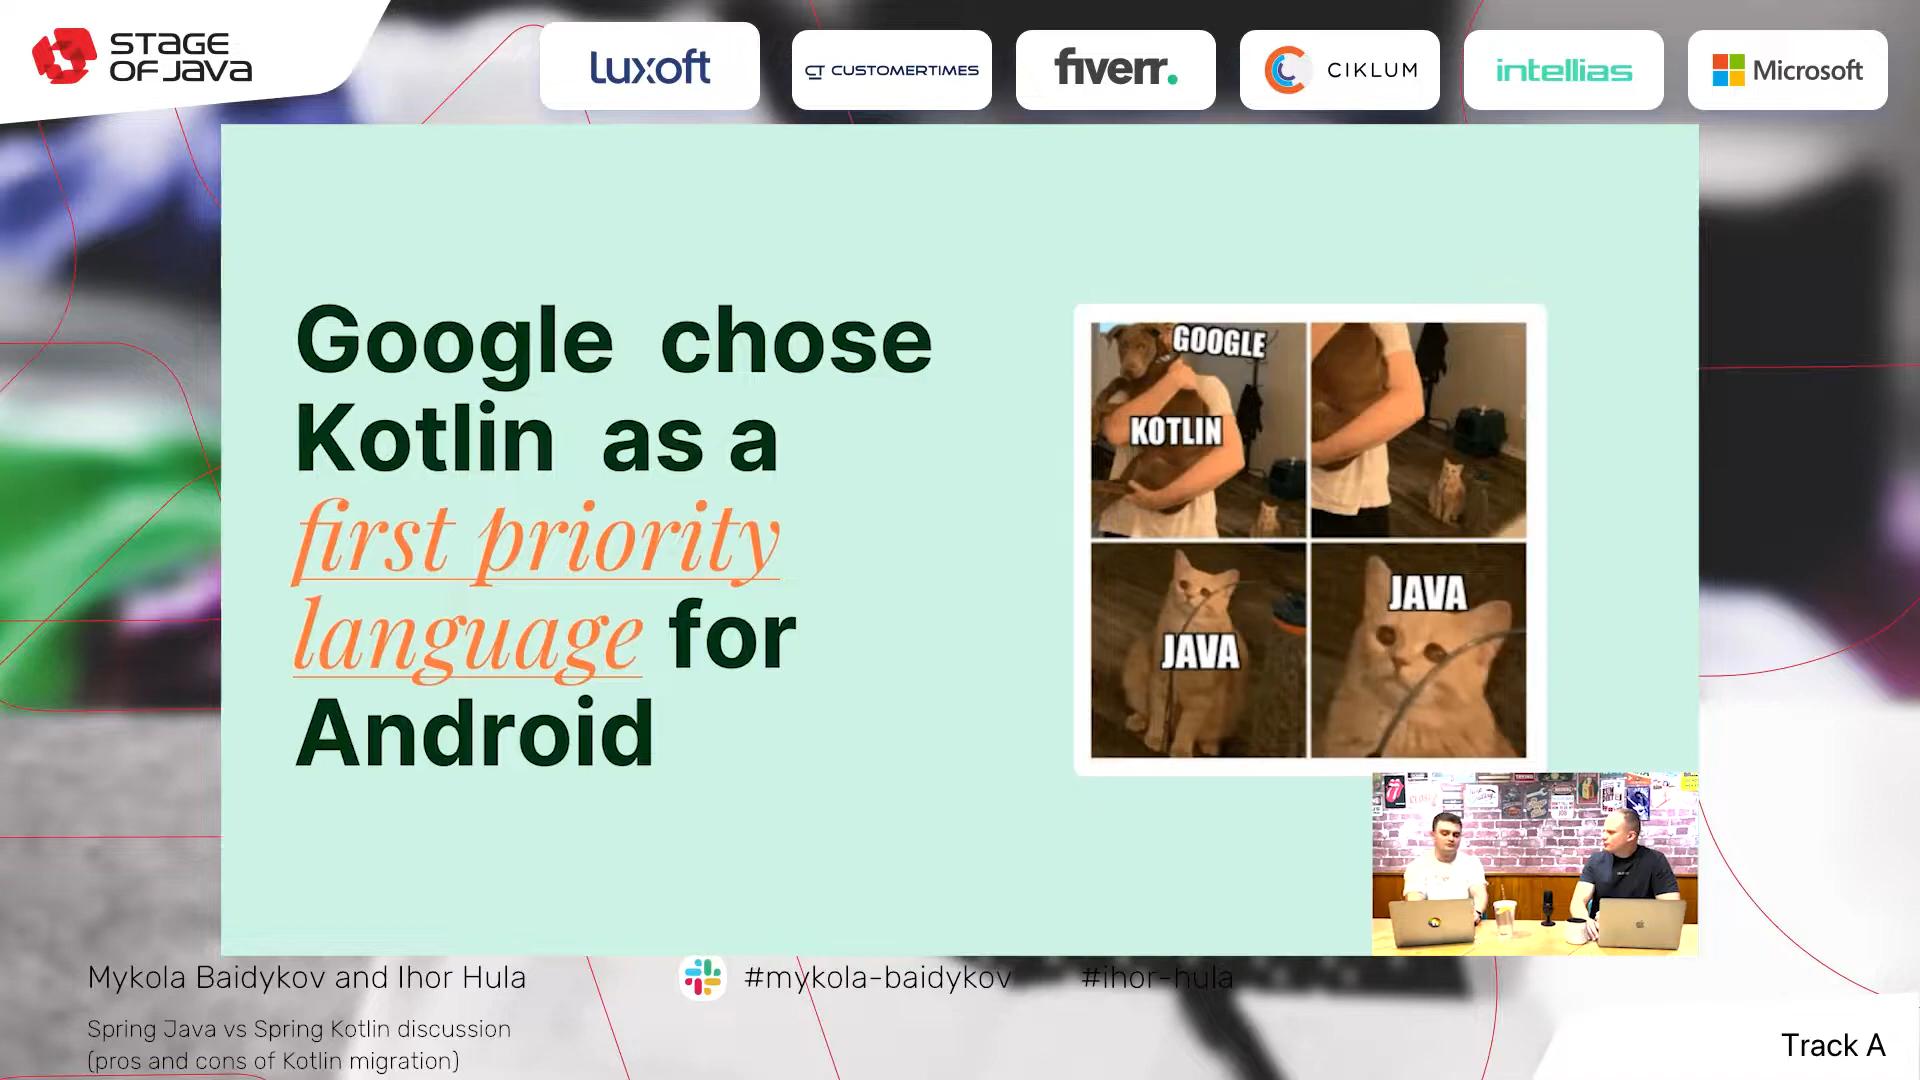 STAGE
OF JAVA
LUXOFT
CT CUSTOMERTIMES
fiverr.
CIKLUM
intellias
Microsoft
Google chose
Kotlin as a
first priority
language for
Android
GOOGLE
KOTLIN
JAVA
JAVA
Mykola Baidykov and Ihor Hula
#mykola-baidykov
#ihor-hula
Spring Java vs Spring Kotlin discussion
(pros and cons of Kotlin migration)
Track A